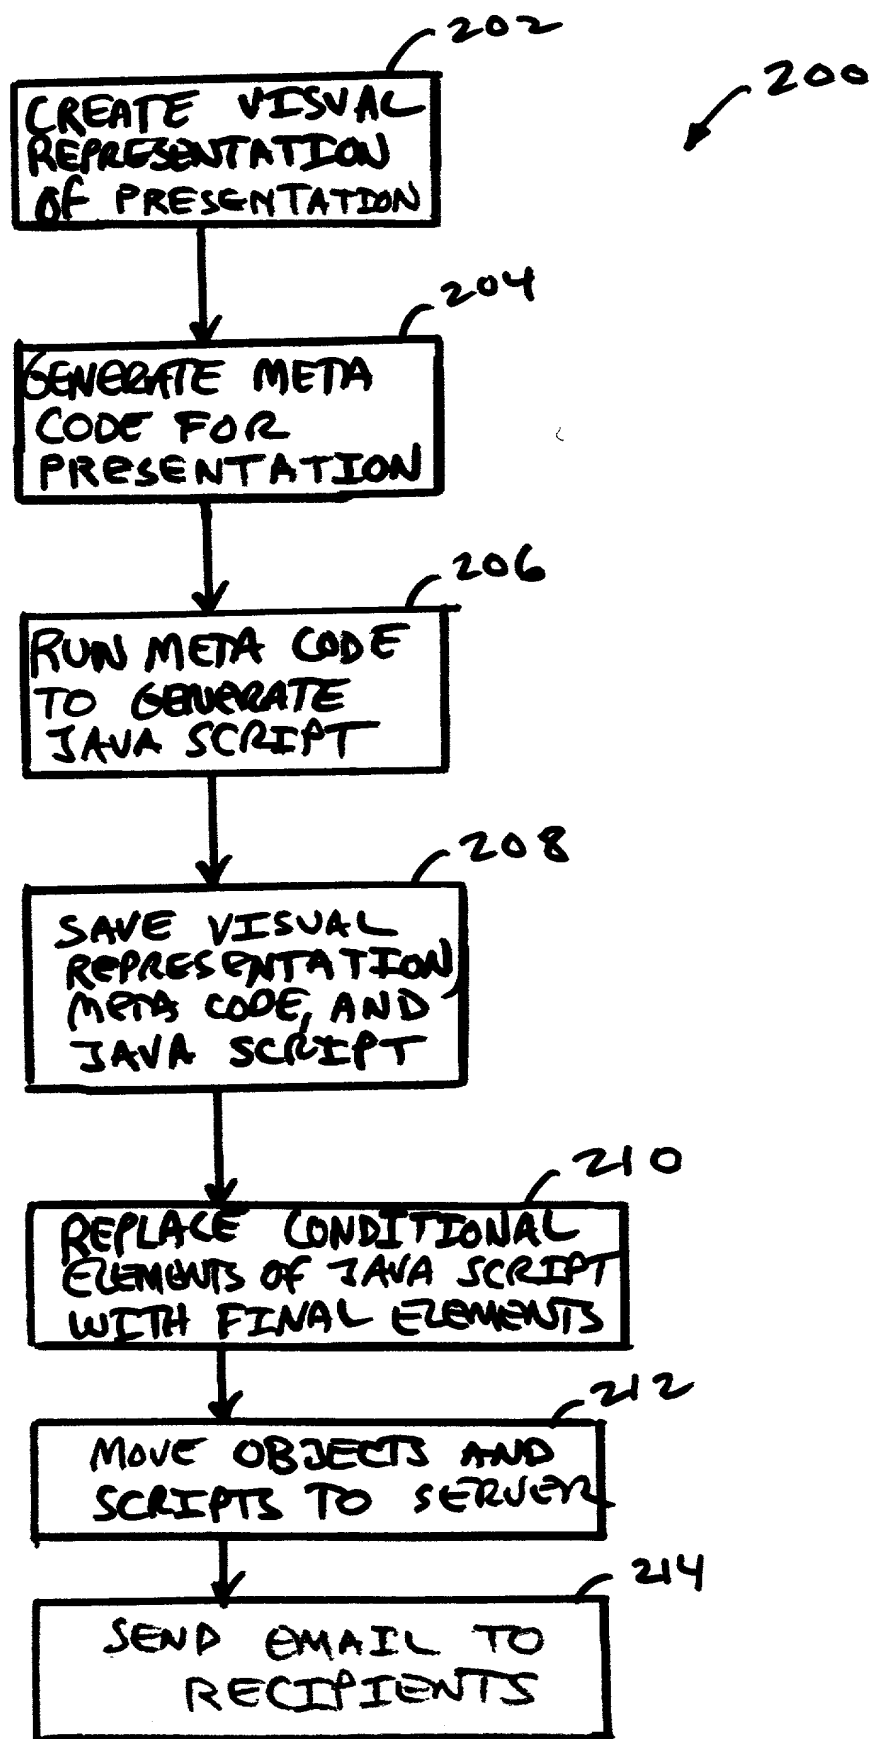 202
200
CREATE VISUAL
REPRESENTATION
OF PRESENTATION
204
GENERATE META
CODE FOR
PRESENTATION
206
RUN META CODE
TO GENERATE
JAVA SCRIPT
208
SAVE VISUAL
REPRESENTATION,
META CODE, AND
JAVA SCRIPT
210
REPLACE CONDITIONAL
ELEMENTS OF JAVA SCRIPT
WITH FINAL ELEMENTS
212
MOVE OBJECTS AND
SCRIPTS TO SERVER
214
SEND EMAIL TO
RECIPIENTS